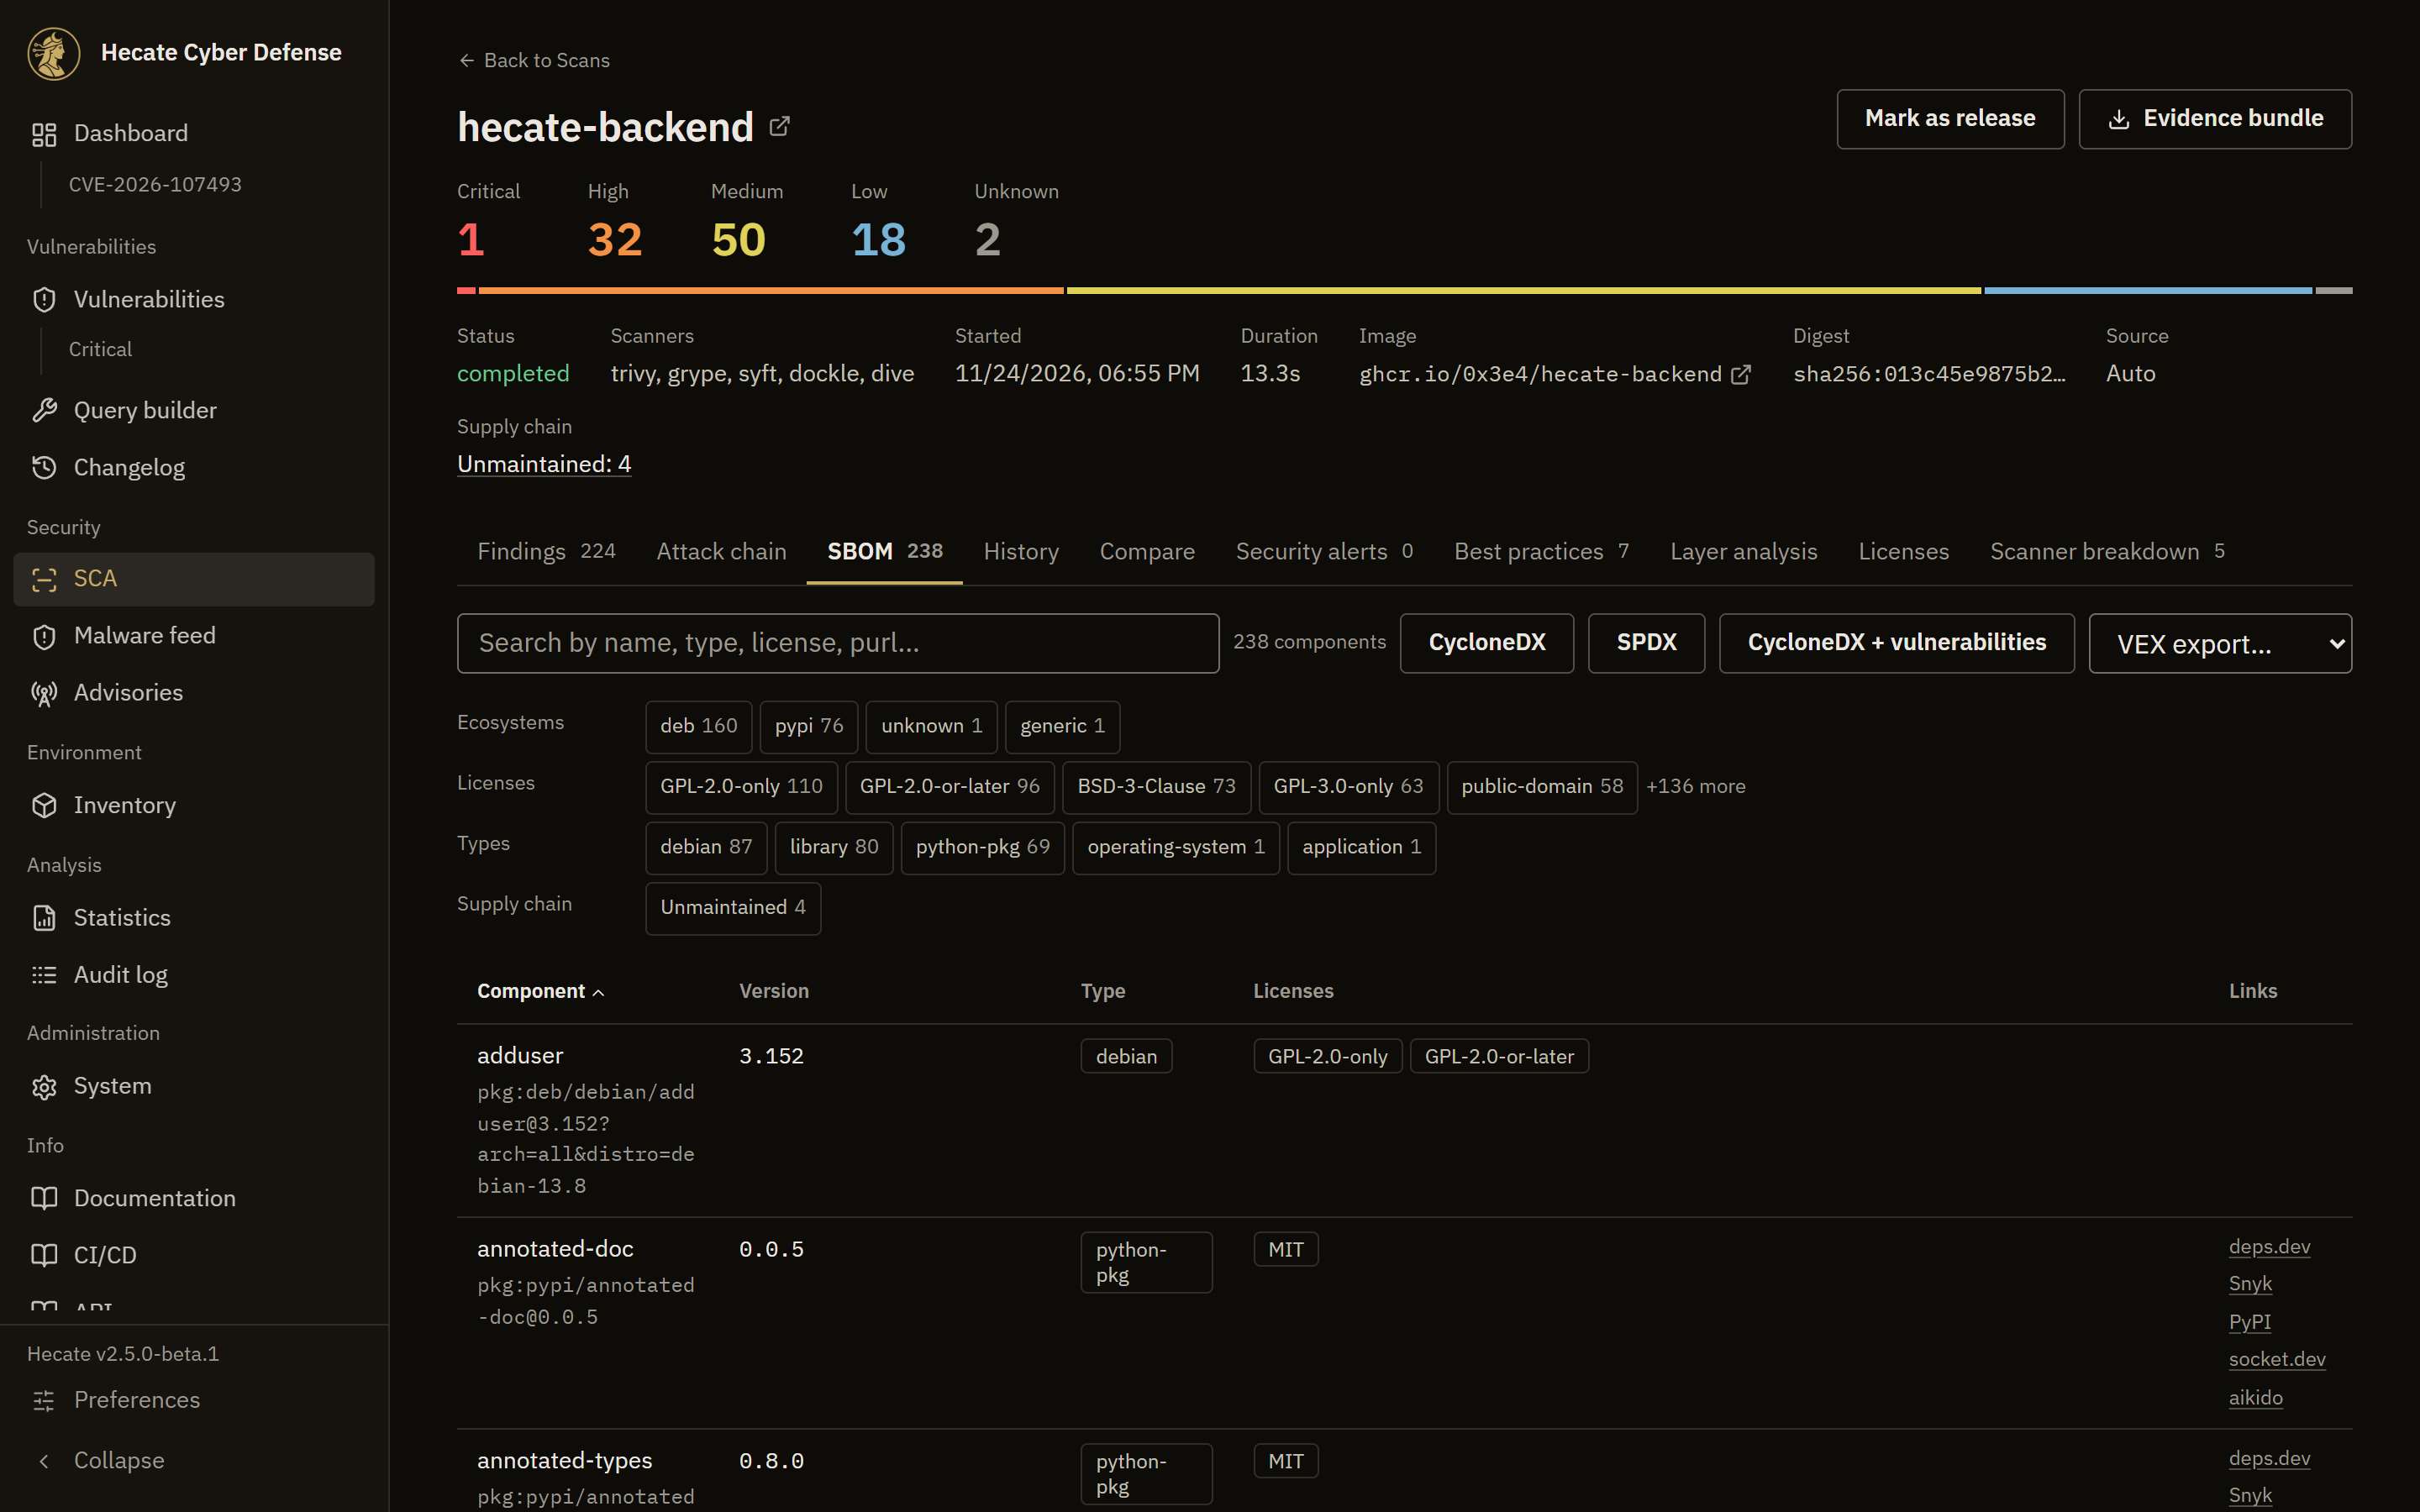 Hecate Cyber Defense
Dashboard
CVE-2026-107493
Vulnerabilities
Vulnerabilities
Critical
Query builder
Changelog
Security
SCA
Malware feed
Advisories
Environment
Inventory
Analysis
Statistics
Audit log
Administration
System
Info
Documentation
CI/CD
API
Hecate v2.5.0-beta.1
Preferences
Collapse
Back to Scans
hecate-backend
Mark as release
Evidence bundle
Critical High Medium Low Unknown
1 32 50 18 2
Status Scanners Started Duration Image Digest Source
completed trivy, grype, syft, dockle, dive 11/24/2026, 06:55 PM 13.3s ghcr.io/0x3e4/hecate-backend sha256:013c45e9875b2… Auto
Supply chain
Unmaintained: 4
Findings 224 Attack chain SBOM 238 History Compare Security alerts 0 Best practices 7 Layer analysis Licenses Scanner breakdown 5
Search by name, type, license, purl... 238 components CycloneDX SPDX CycloneDX + vulnerabilities VEX export...
Ecosystems deb 160 pypi 76 unknown 1 generic 1
Licenses GPL-2.0-only 110 GPL-2.0-or-later 96 BSD-3-Clause 73 GPL-3.0-only 63 public-domain 58 +136 more
Types debian 87 library 80 python-pkg 69 operating-system 1 application 1
Supply chain Unmaintained 4
Component Version Type Licenses Links
adduser 3.152 debian GPL-2.0-only GPL-2.0-or-later
pkg:deb/debian/add
user@3.152?
arch=all&distro=de
bian-13.8
annotated-doc 0.0.5 python-
pkg MIT deps.dev
pkg:pypi/annotated
-doc@0.0.5
Snyk
PyPI
socket.dev
aikido
annotated-types 0.8.0 python-
pkg MIT deps.dev
pkg:pypi/annotated
Snyk